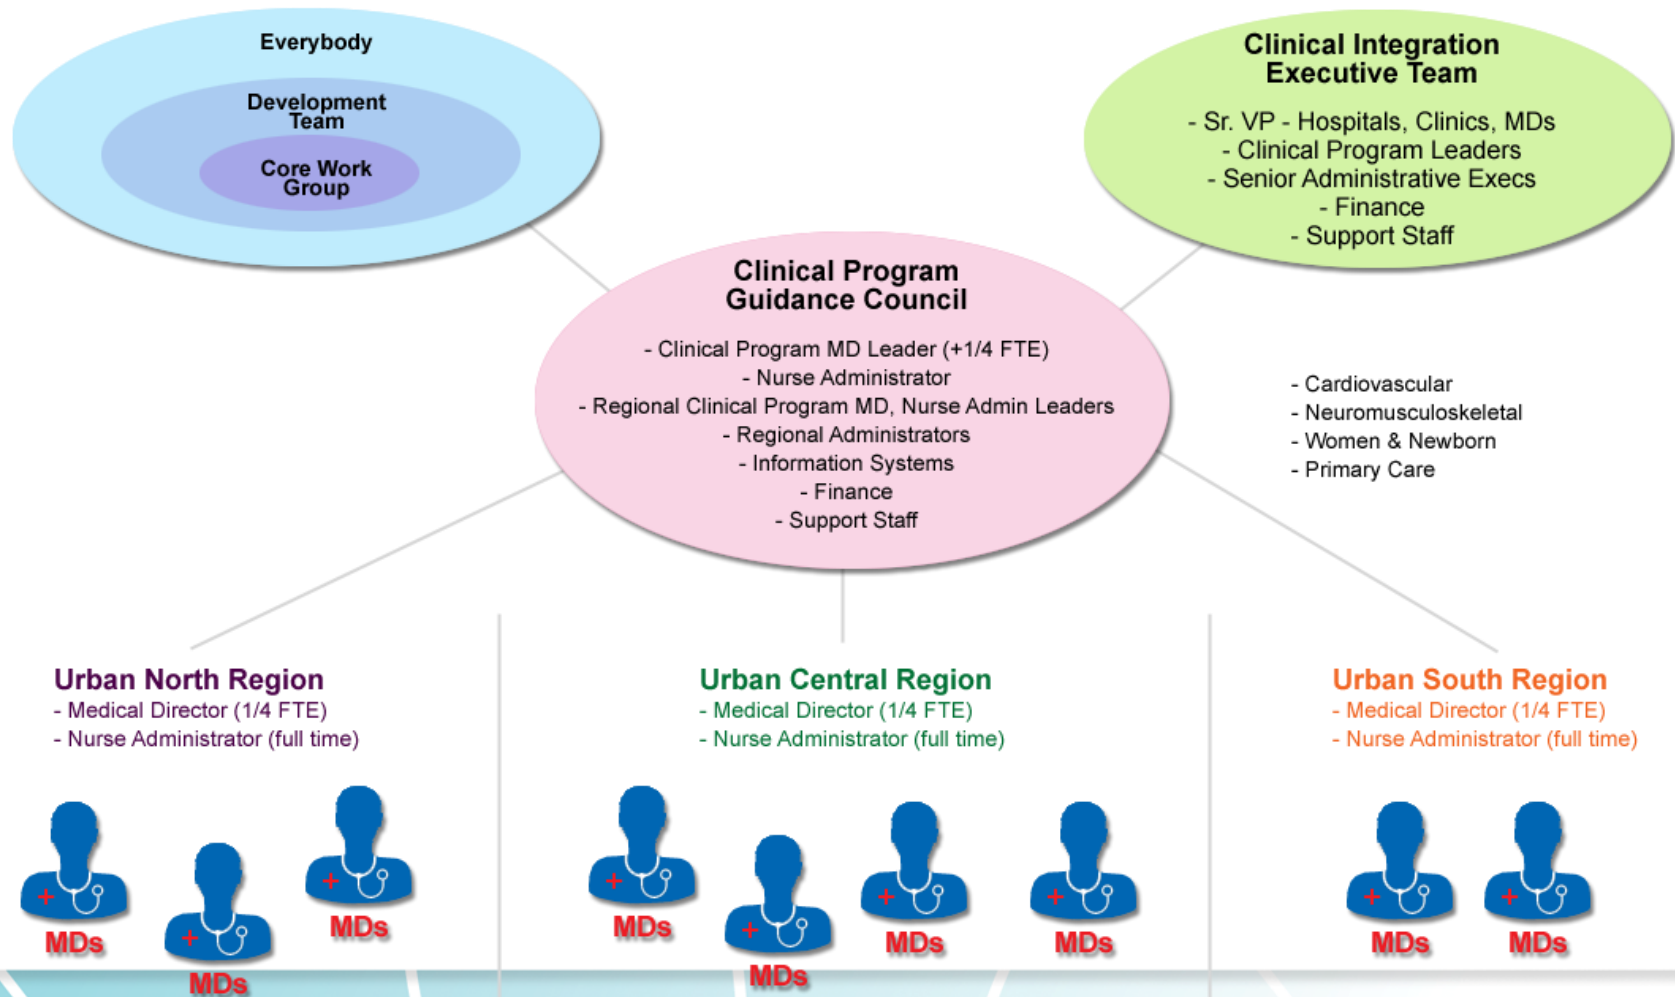 Everybody
Development
Team
Core Work
Group
Clinical Integration
Executive Team
- Sr. VP - Hospitals, Clinics, MDs
- Clinical Program Leaders
- Senior Administrative Execs
- Finance
- Support Staff
Clinical Program
Guidance Council
- Clinical Program MD Leader (+1/4 FTE)
- Nurse Administrator
- Regional Clinical Program MD, Nurse Admin Leaders
- Regional Administrators
- Information Systems
- Finance
- Support Staff
- Cardiovascular
- Neuromusculoskeletal
- Women & Newborn
- Primary Care
Urban North Region
- Medical Director (1/4 FTE)
- Nurse Administrator (full time)
MDs
MDs
MDs
Urban Central Region
- Medical Director (1/4 FTE)
- Nurse Administrator (full time)
MDs
MDs
MDs
MDs
Urban South Region
- Medical Director (1/4 FTE)
- Nurse Administrator (full time)
MDs
MDs